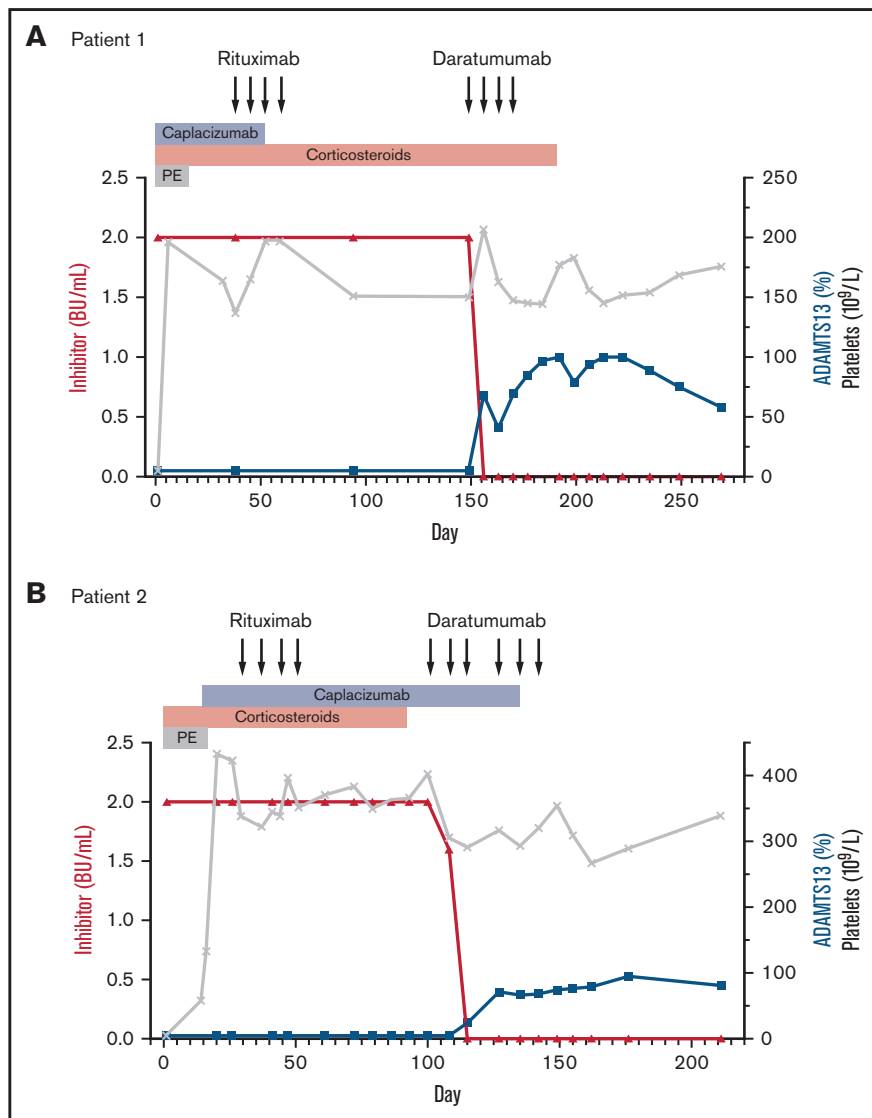 A Patient 1
Rituximab Daratumumab
Caplacizumab
Corticosteroids
PE
2.5 250
2.0 200
1.5 150
1.0 100
0.5 50
0.0 0
Inhibitor (BU/mL)
ADAMTS13 (%)
Platelets (10⁹/L)
0 50 100 150 200 250
Day
B Patient 2
Rituximab Daratumumab
Caplacizumab
Corticosteroids
PE
2.5
2.0 400
1.5 300
1.0 200
0.5 100
0.0 0
Inhibitor (BU/mL)
ADAMTS13 (%)
Platelets (10⁹/L)
0 50 100 150 200
Day